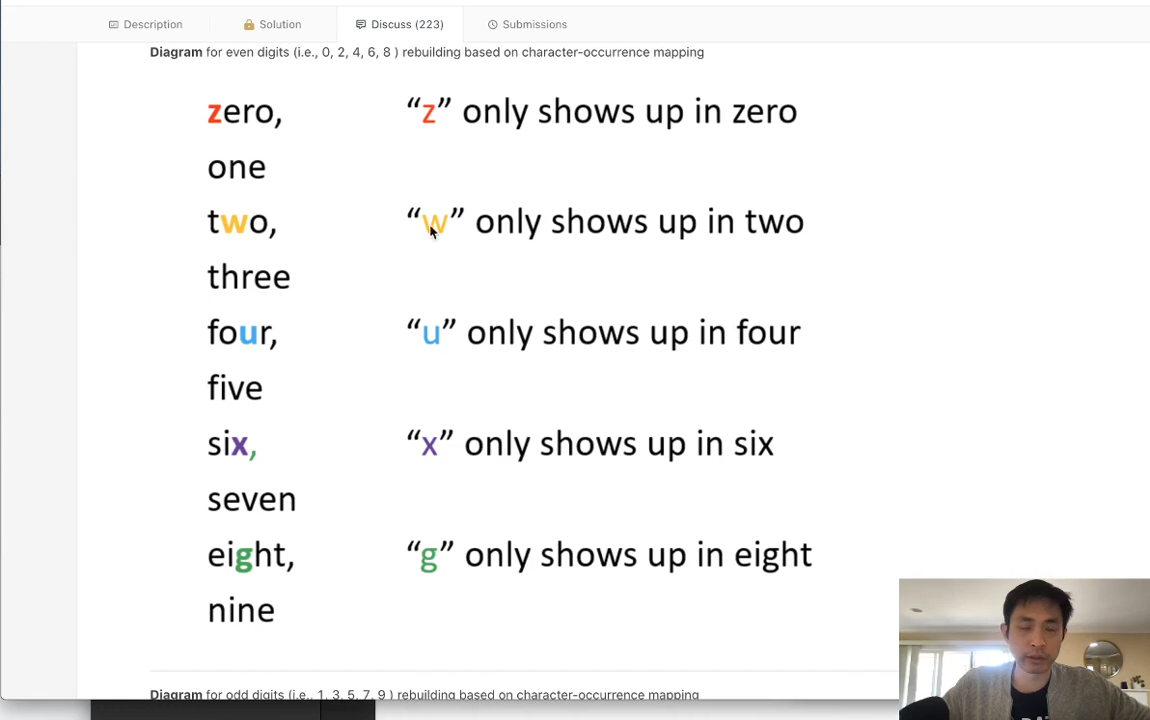 Description Solution Discuss (223) Submissions
Diagram for even digits (i.e., 0, 2, 4, 6, 8 ) rebuilding based on character-occurrence mapping
zero, “z” only shows up in zero
one
two, “w” only shows up in two
three
four, “u” only shows up in four
five
six, “x” only shows up in six
seven
eight, “g” only shows up in eight
nine
Diagram for odd digits (i.e., 1, 3, 5, 7, 9 ) rebuilding based on character-occurrence mapping